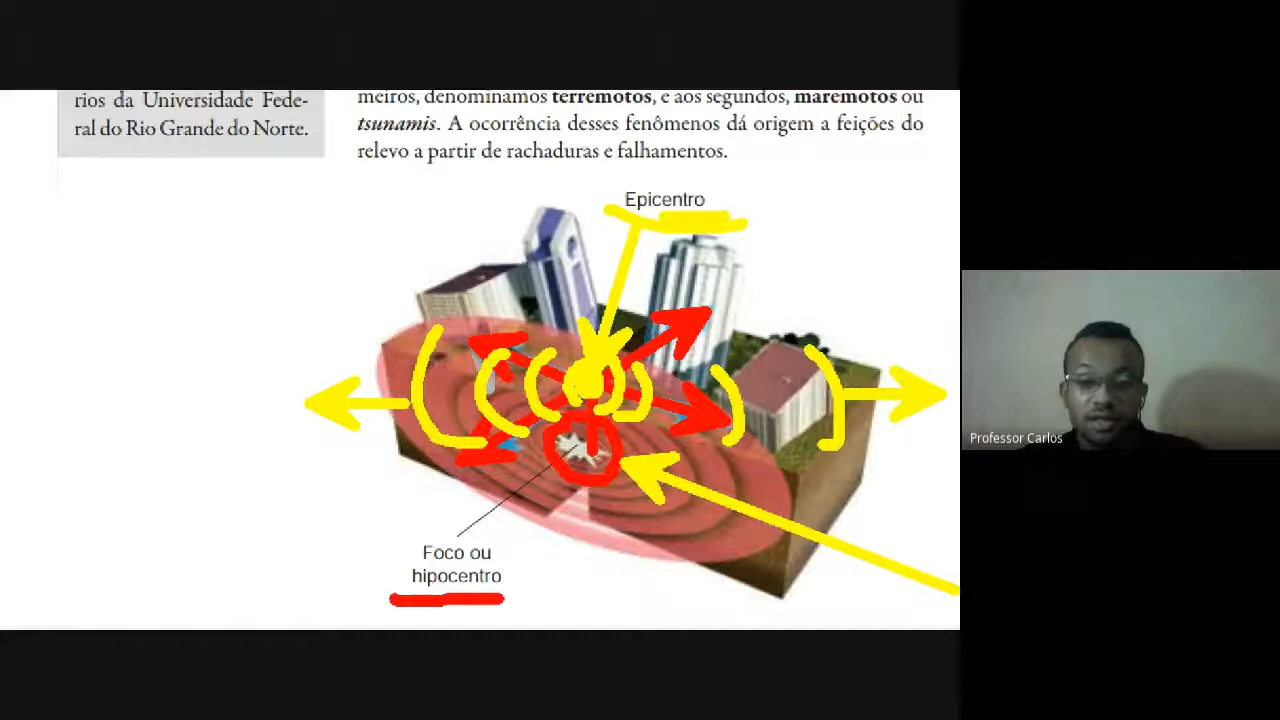 rios da Universidade Fede-
ral do Rio Grande do Norte.
meiros, denominamos terremotos, e aos segundos, maremotos ou
tsunamis. A ocorrência desses fenômenos dá origem a feições do
relevo a partir de rachaduras e falhamentos.
Epicentro
Foco ou
hipocentro
Professor Carlos